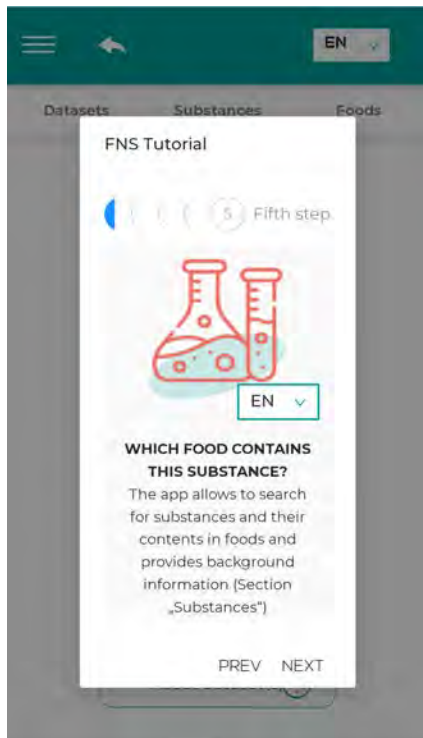 EN
Datasets Substances Foods
FNS Tutorial
5 Fifth step
EN
WHICH FOOD CONTAINS
THIS SUBSTANCE?
The app allows to search
for substances and their
contents in foods and
provides background
information (Section
„Substances“)
PREV NEXT